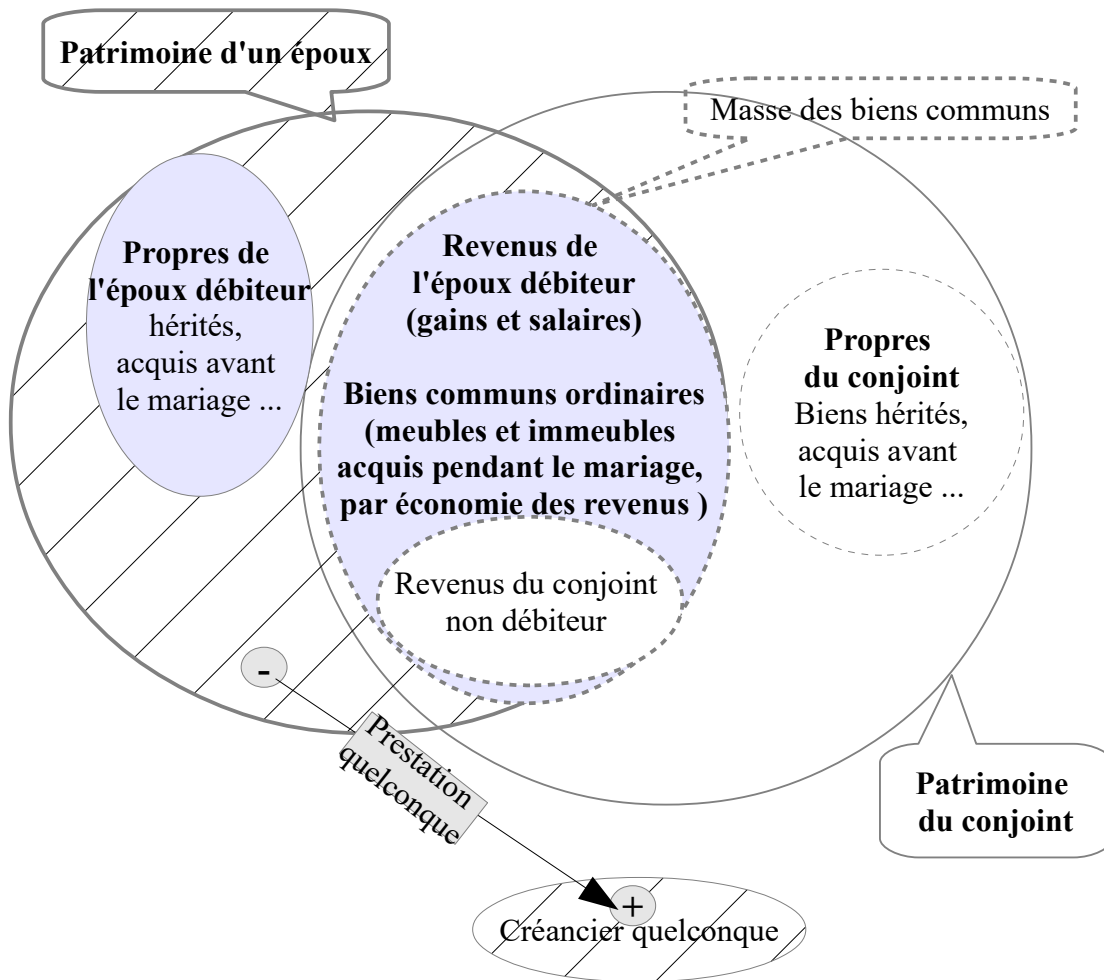 Patrimoine d'un époux
Masse des biens communs
Propres de
l'époux débiteur
hérités,
acquis avant
le mariage ...
Revenus de
l'époux débiteur
(gains et salaires)
Biens communs ordinaires
(meubles et immeubles
acquis pendant le mariage,
par économie des revenus )
Revenus du conjoint
non débiteur
Propres
du conjoint
Biens hérités,
acquis avant
le mariage ...
-
Prestation
quelconque
Patrimoine
du conjoint
+
Créancier quelconque